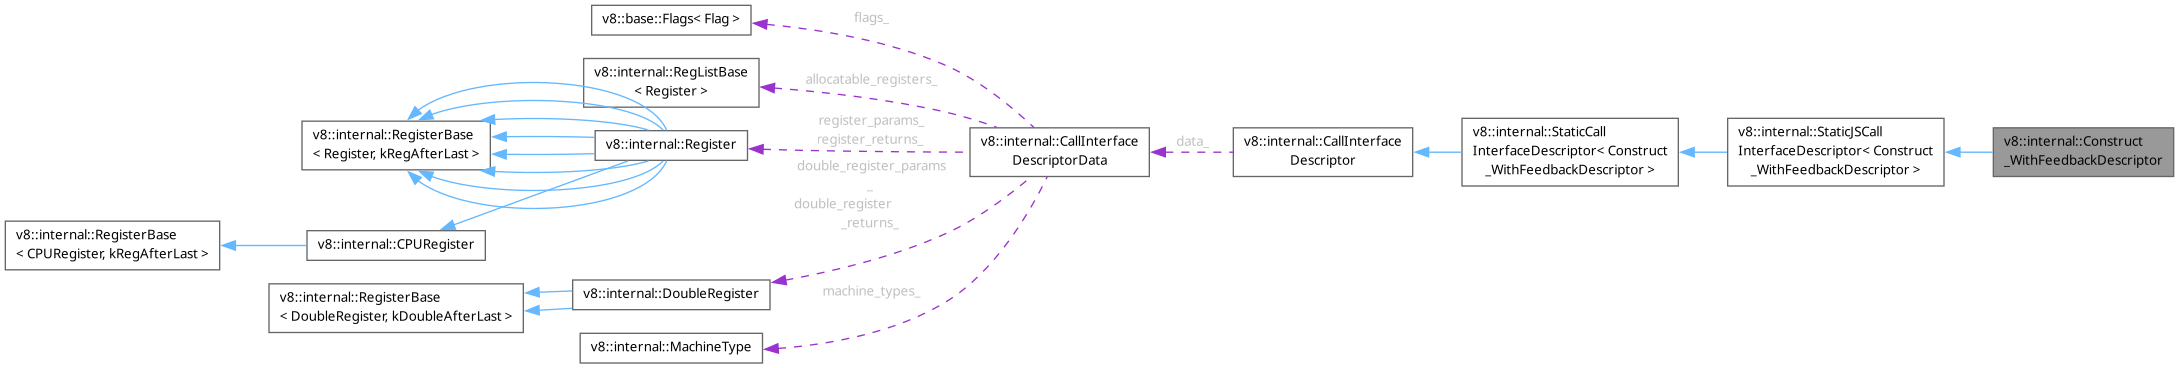 v8::base::Flags< Flag >
flags_
v8::internal::RegListBase
< Register >
allocatable_registers_
v8::internal::RegisterBase
< Register, kRegAfterLast >
v8::internal::Register
register_params_
register_returns_
v8::internal::CallInterface
DescriptorData
data_
v8::internal::CallInterface
Descriptor
v8::internal::StaticCall
InterfaceDescriptor< Construct
_WithFeedbackDescriptor >
v8::internal::StaticJSCall
InterfaceDescriptor< Construct
_WithFeedbackDescriptor >
v8::internal::Construct
_WithFeedbackDescriptor
double_register_params
_
double_register
_returns_
v8::internal::RegisterBase
< CPURegister, kRegAfterLast >
v8::internal::CPURegister
v8::internal::RegisterBase
< DoubleRegister, kDoubleAfterLast >
v8::internal::DoubleRegister
machine_types_
v8::internal::MachineType